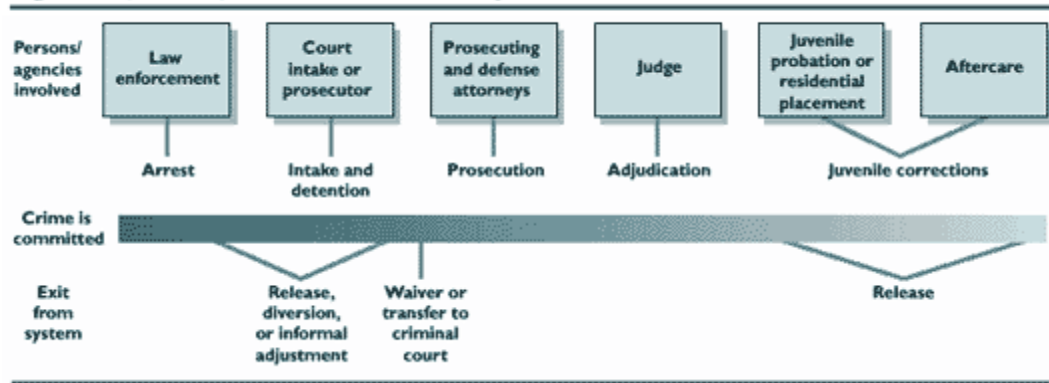 Persons/
agencies
involved
Law
enforcement
Court
intake or
prosecutor
Prosecuting
and defense
attorneys
Judge
Juvenile
probation or
residential
placement
Aftercare
Arrest
Intake and
detention
Prosecution
Adjudication
Juvenile corrections
Crime is
committed
Exit
from
system
Release,
diversion,
or informal
adjustment
Waiver or
transfer to
criminal
court
Release